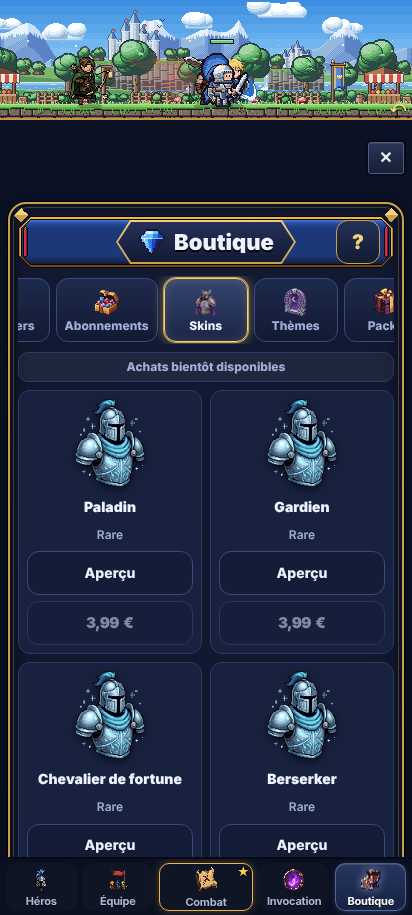 ×
Boutique
?
ers
Abonnements
Skins
Thèmes
Pack
Achats bientôt disponibles
Paladin
Gardien
Rare
Rare
Aperçu
Aperçu
3,99 €
3,99 €
Chevalier de fortune
Berserker
Rare
Rare
Aperçu
Aperçu
Héros
Équipe
Combat
Invocation
Boutique